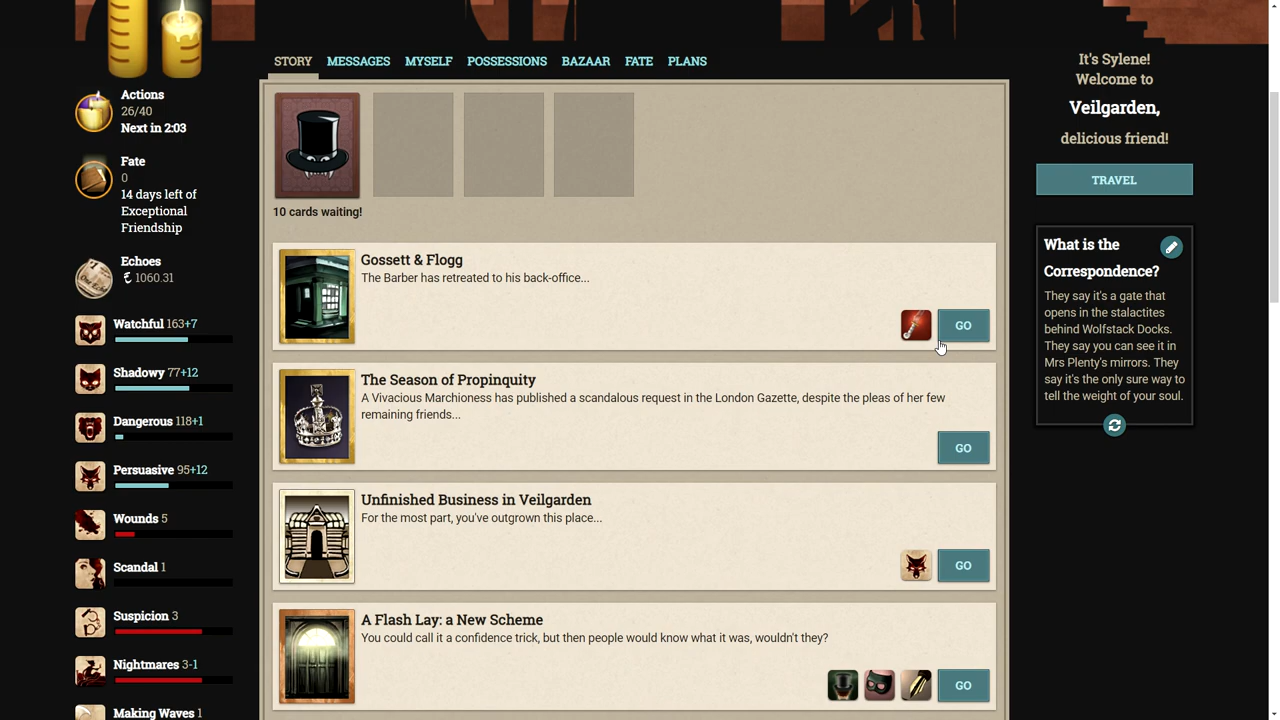 STORY MESSAGES MYSELF POSSESSIONS BAZAAR FATE PLANS
Actions
26/40
Next in 2:03
Fate
0
14 days left of
Exceptional
Friendship
Echoes
1060.31
Watchful 163+7
Shadowy 77+12
Dangerous 118+1
Persuasive 95+12
Wounds 5
Scandal 1
Suspicion 3
Nightmares 3-1
Making Waves 1
10 cards waiting!
Gossett & Flogg
The Barber has retreated to his back-office...
GO
The Season of Propinquity
A Vivacious Marchioness has published a scandalous request in the London Gazette, despite the pleas of her few
remaining friends...
GO
Unfinished Business in Veilgarden
For the most part, you've outgrown this place...
GO
A Flash Lay: a New Scheme
You could call it a confidence trick, but then people would know what it was, wouldn't they?
GO
It's Sylene!
Welcome to
Veilgarden,
delicious friend!
TRAVEL
What is the
Correspondence?
They say it's a gate that
opens in the stalactites
behind Wolfstack Docks.
They say you can see it in
Mrs Plenty's mirrors. They
say it's the only sure way to
tell the weight of your soul.